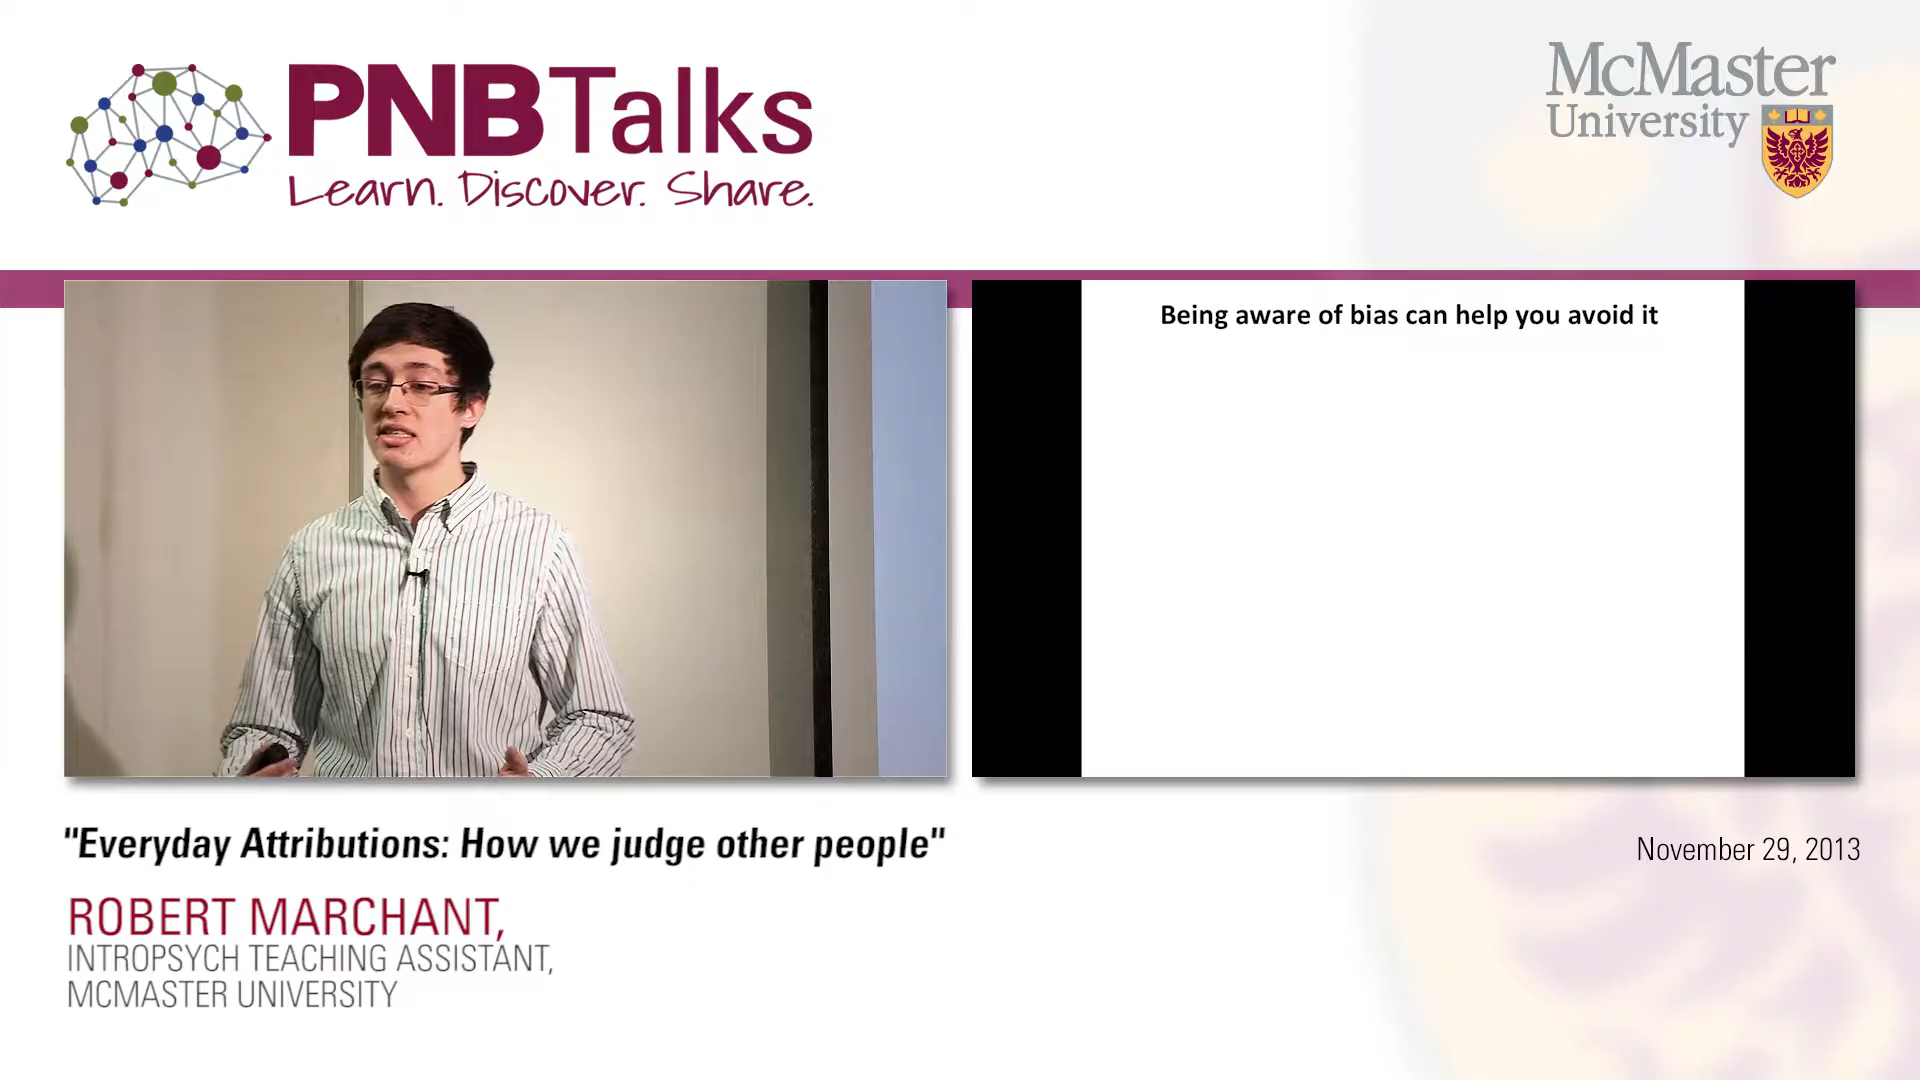 PNBTalks
Learn. Discover. Share.
McMaster
University
Being aware of bias can help you avoid it
"Everyday Attributions: How we judge other people"
November 29, 2013
ROBERT MARCHANT,
INTROPSYCH TEACHING ASSISTANT,
MCMASTER UNIVERSITY